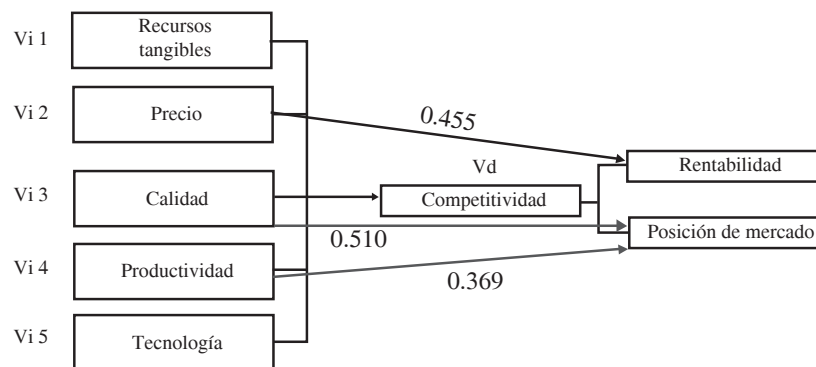 Vi 1
Recursos
tangibles
Vi 2
Precio
0.455
Rentabilidad
Vd
Vi 3
Calidad
Competitividad
0.510
Posición de mercado
Vi 4
Productividad
0.369
Vi 5
Tecnología